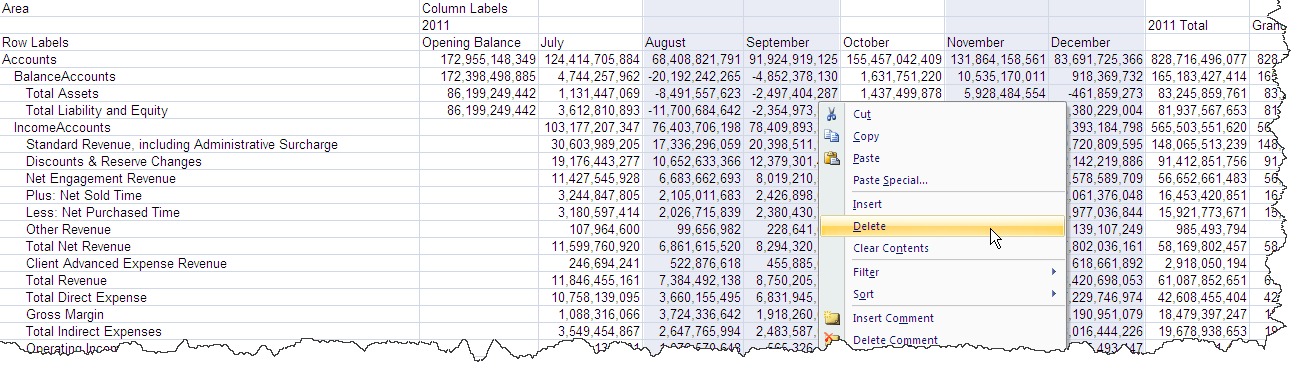 Area Column Labels
2011 2011 Total
Row Labels Opening Balance July August September October November December
Accounts 172,955,148,349 124,414,705,884 68,408,821,791 91,924,919,125 155,457,042,409 131,864,158,561 83,691,725,366 828,716,496,077 828
BalanceAccounts 172,398,498,885 4,744,257,962 -20,192,242,265 -4,852,378,130 1,631,751,220 10,535,170,011 918,369,732 165,183,427,414
Total Assets 86,199,249,442 1,131,447,069 -8,491,557,623 -2,497,404,287 1,437,499,878 5,928,484,554 -461,859,273 83,245,859,761 83
Total Liability and Equity 86,199,249,442 3,612,810,893 -11,700,684,642 -2,354,973, 380,229,004 81,937,567,653
IncomeAccounts 103,177,207,347 76,403,706,198 78,409,893, ,393,184,798 565,503,551,620
Standard Revenue, including Administrative Surcharge 30,603,989,205 17,336,296,059 20,398,511, ,720,809,595 148,065,513,239 148
Discounts & Reserve Changes 19,176,443,277 10,652,633,366 12,379,301, ,142,219,886 91,412,851,756 91
Net Engagement Revenue 11,427,545,928 6,683,662,693 8,019,210, ,578,589,709 56,652,661,483 56
Plus: Net Sold Time 3,244,847,805 2,105,011,683 2,426,898, ,061,376,048 16,453,420,851 16
Less: Net Purchased Time 3,180,597,414 2,026,715,839 2,380,430, ,977,036,844 15,921,773,671
Other Revenue 107,964,600 99,656,982 228,641, 139,107,249 985,493,794
Total Net Revenue 11,599,760,920 6,861,615,520 8,294,320, ,802,036,161 58,169,802,457 58
Client Advanced Expense Revenue 246,694,241 522,876,618 455,885, 618,661,892 2,918,050,194
Total Revenue 11,846,455,161 7,384,492,138 8,750,205, ,420,698,053 61,087,852,651
Total Direct Expense 10,758,139,095 3,660,155,495 6,831,945, ,229,746,974 42,608,455,404 42
Gross Margin 1,088,316,066 3,724,336,642 1,918,260, ,190,951,079 18,479,397,247
Total Indirect Expenses 3,549,454,867 2,647,765,994 2,483,587, ,016,444,226 19,678,938,653 19
Cut
Copy
Paste
Paste Special...
Insert
Delete
Clear Contents
Filter
Sort
Insert Comment
Delete Comment